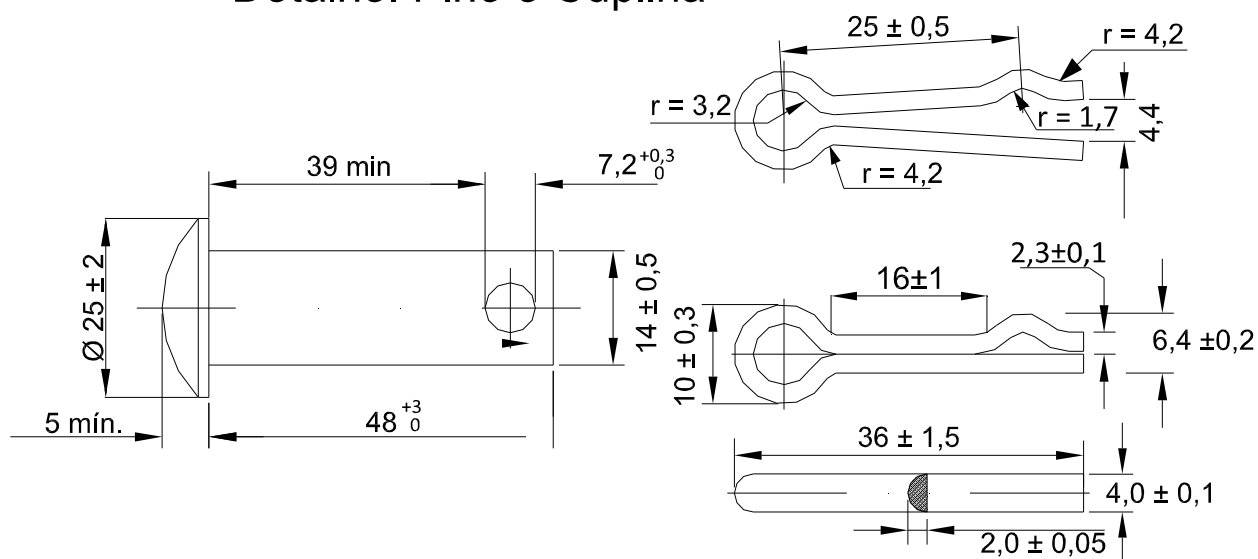 25 ± 0,5
r = 4,2
r = 3,2
r = 1,7
4,4
r = 4,2
39 min
7,2 +0,3 0
Ø 25 ± 2
14 ± 0,5
5 mín.
48 +3 0
2,3±0,1
16±1
10 ± 0,3
6,4 ±0,2
36 ± 1,5
4,0 ± 0,1
2,0 ± 0,05